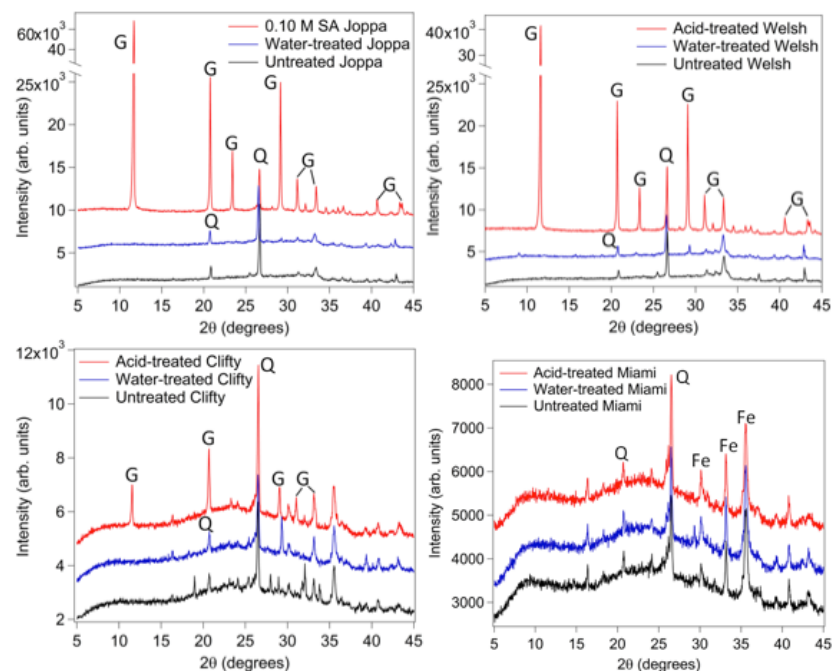 60x10³
40
G
0.10 M SA Joppa
Water-treated Joppa
Untreated Joppa
25x10³
20
15
10
5
G
G
G
Q
G
G
Q
Intensity (arb. units)
5 10 15 20 25 30 35 40 45
2θ (degrees)
40x10³
30
G
Acid-treated Welsh
Water-treated Welsh
Untreated Welsh
25x10³
20
15
10
5
G
G
G
Q
G
G
Q
Intensity (arb. units)
5 10 15 20 25 30 35 40 45
2θ (degrees)
12x10³
10
8
6
4
2
Acid-treated Clifty
Water-treated Clifty
Untreated Clifty
Q
G
G
G
G
Q
Intensity (arb. units)
5 10 15 20 25 30 35 40 45
2θ (degrees)
8000
7000
6000
5000
4000
3000
Acid-treated Miami
Water-treated Miami
Untreated Miami
Q
Q
Fe
Fe
Fe
Intensity (arb. units)
5 10 15 20 25 30 35 40 45
2θ (degrees)